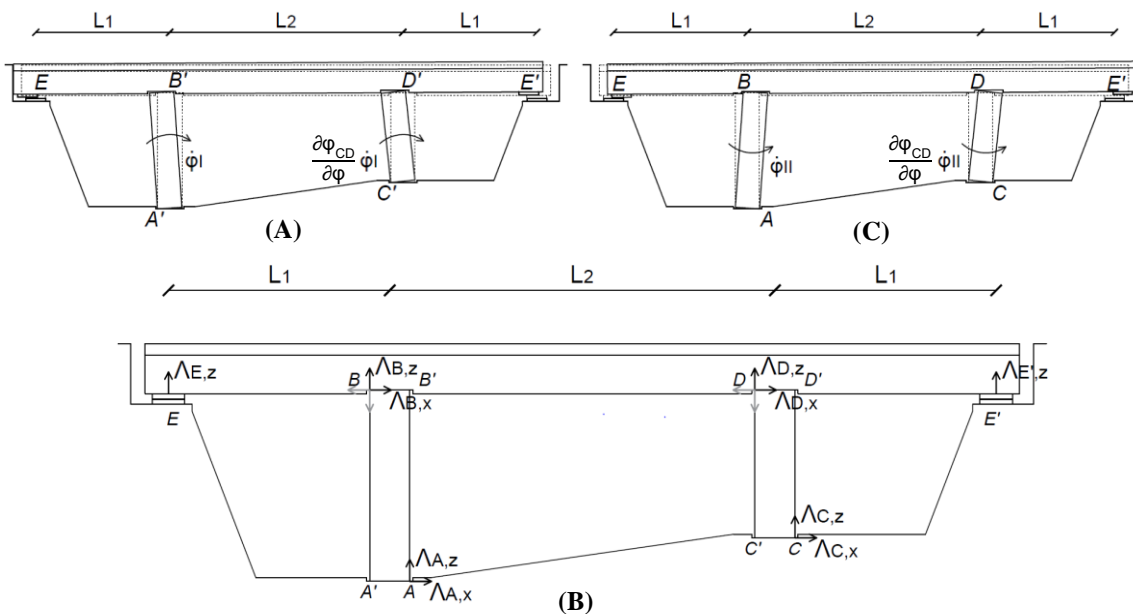 L1 L2 L1
E B' D' E'
φ̇I
∂φCD/∂φ φ̇I
A' C'
(A)
L1 L2 L1
E B D E'
φ̇II
∂φCD/∂φ φ̇II
A C
(C)
L1 L2 L1
ΛE,z ΛB,z ΛD,z ΛE',z
B B' D D'
ΛB,x ΛD,x
E E'
ΛA,z ΛC,z
C' C ΛC,x
A' A ΛA,x
(B)